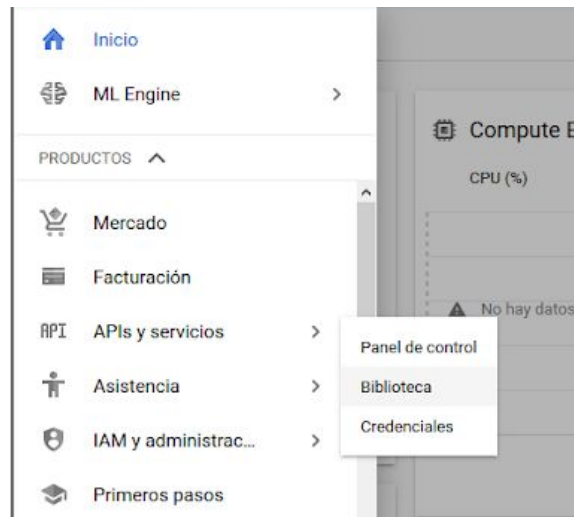 Inicio
ML Engine
PRODUCTOS
Mercado
Facturación
API APIs y servicios
Asistencia
IAM y administrac...
Primeros pasos
Panel de control
Biblioteca
Credenciales
Compute E
CPU (%)
No hay datos